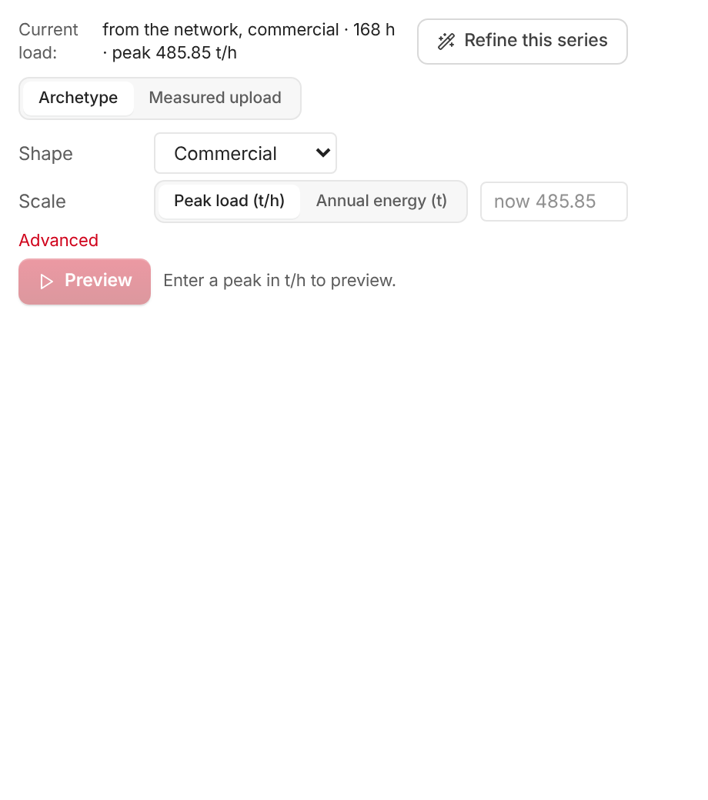 Current load:
from the network, commercial · 168 h
· peak 485.85 t/h
Refine this series
Archetype
Measured upload
Shape
Commercial
Scale
Peak load (t/h)
Annual energy (t)
now 485.85
Advanced
Preview
Enter a peak in t/h to preview.